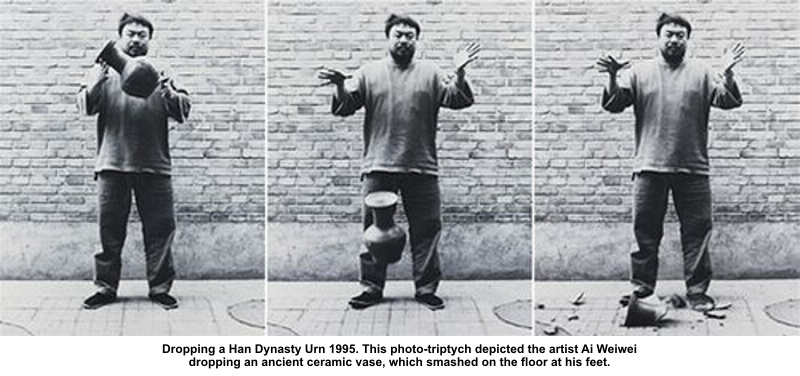 Dropping a Han Dynasty Urn 1995. This photo-triptych depicted the artist Ai Weiwei
dropping an ancient ceramic vase, which smashed on the floor at his feet.